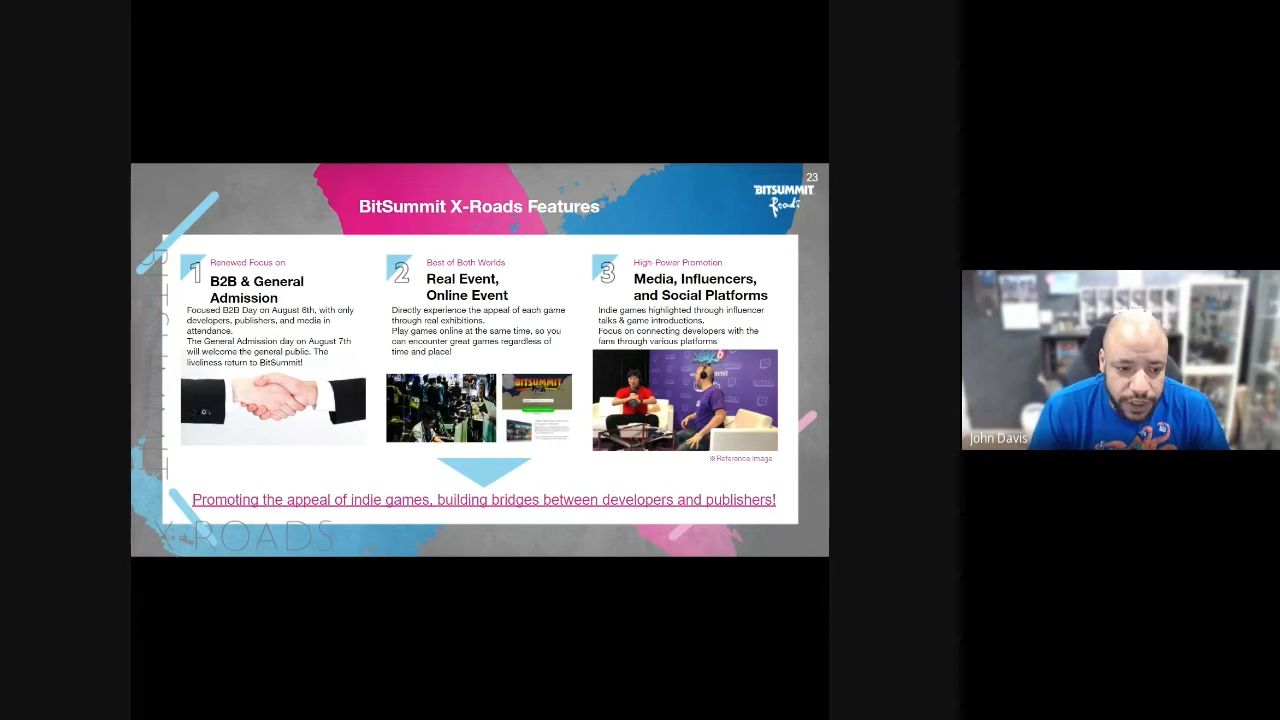 23
BITSUMMIT
Roads
BitSummit X-Roads Features
1
Renewed Focus on
B2B & General
Admission
Focused B2B Day on August 6th, with only
developers, publishers, and media in
attendance.
The General Admission day on August 7th
will welcome the general public. The
liveliness return to BitSummit!
2
Best of Both Worlds
Real Event,
Online Event
Directly experience the appeal of each game
through real exhibitions.
Play games online at the same time, so you
can encounter great games regardless of
time and place!
BITSUMMIT
3
High-Power Promotion
Media, Influencers,
and Social Platforms
Indie games highlighted through influencer
talks & game introductions.
Focus on connecting developers with the
fans through various platforms
※Reference Image
Promoting the appeal of indie games, building bridges between developers and publishers!
X-ROADS
John Davis